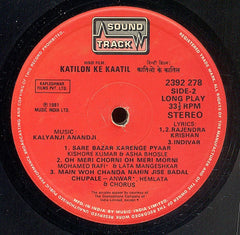 SOUND
TRACK
HINDI FILM
हिन्दी फ़िल्म
KATILON KE KAATIL
कातिलों के कातिल
KAPLESHWAR
FILMS PVT. LTD.
2392 278
SIDE-2
LONG PLAY
33⅓ RPM
STEREO
℗ 1981
MUSIC INDIA LTD.
MUSIC
KALYANJI ANANDJI
LYRICS:-
1,2.RAJENDRA
KRISHAN
3.INDIVAR
1. SARE BAZAR KARENGE PYAAR
KISHORE KUMAR & ASHA BHOSLE
2. OH MERI CHORNI OH MERI MORNI
MOHAMED RAFI & LATA MANGESHKAR
3. MAIN WOH CHANDA NAHIN JISE BADAL
CHUPALE - ANWAR, HEMLATA
& CHORUS
MADE IN INDIA BY MUSIC INDIA LTD.